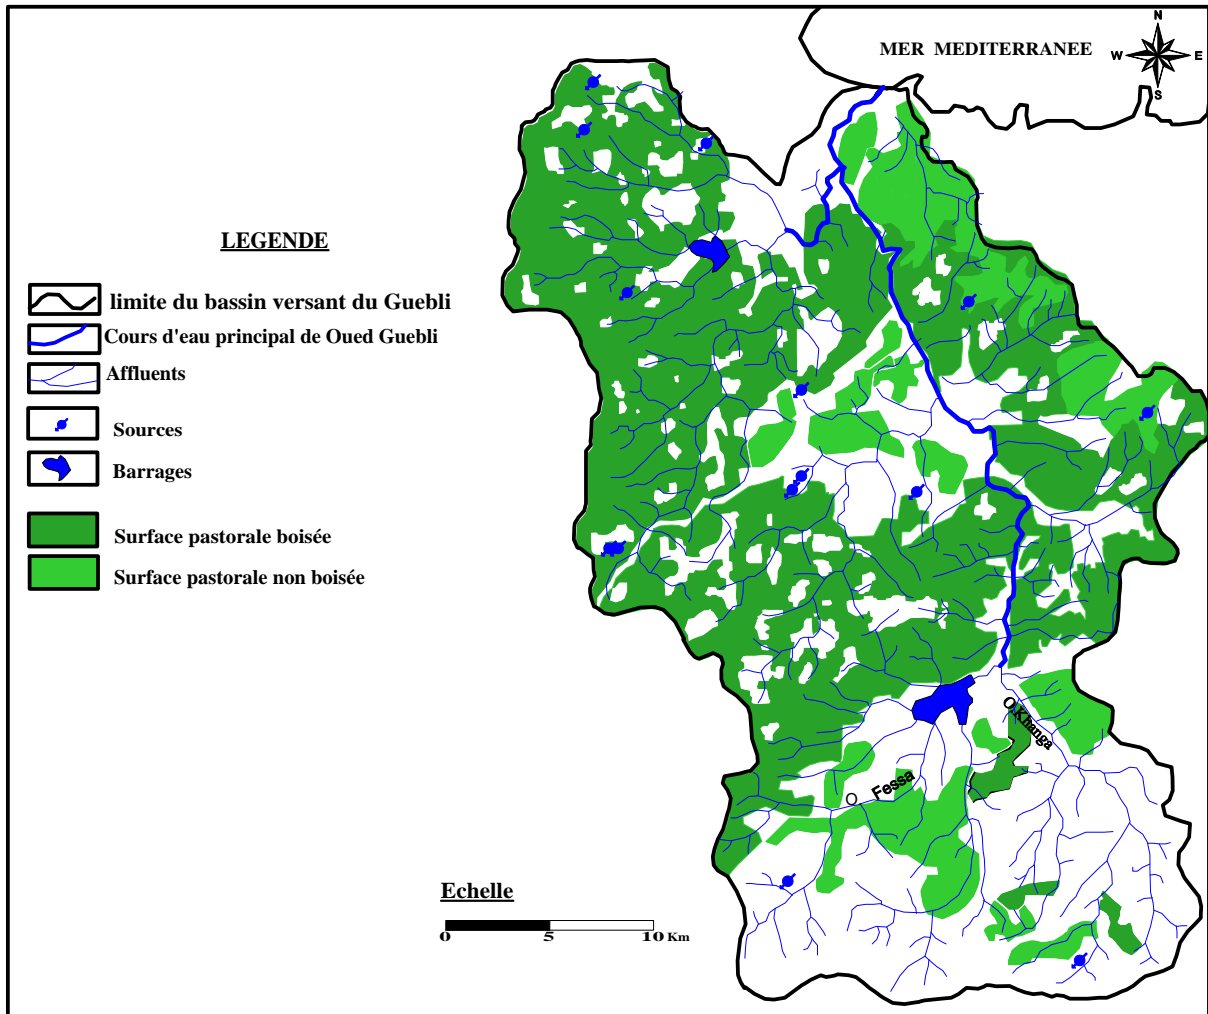 N
MER MEDITERRANEE
W
E
S
LEGENDE
limite du bassin versant du Guebli
Cours d'eau principal de Oued Guebli
Affluents
Sources
Barrages
Surface pastorale boisée
Surface pastorale non boisée
O Khanga
O Fessa
Echelle
0 5 10 Km